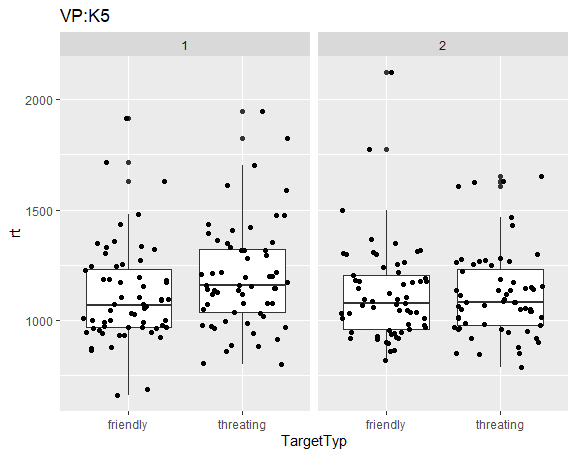 VP:K5
1 2
2000
1500
1000
rt
friendly threating friendly threating
TargetTyp